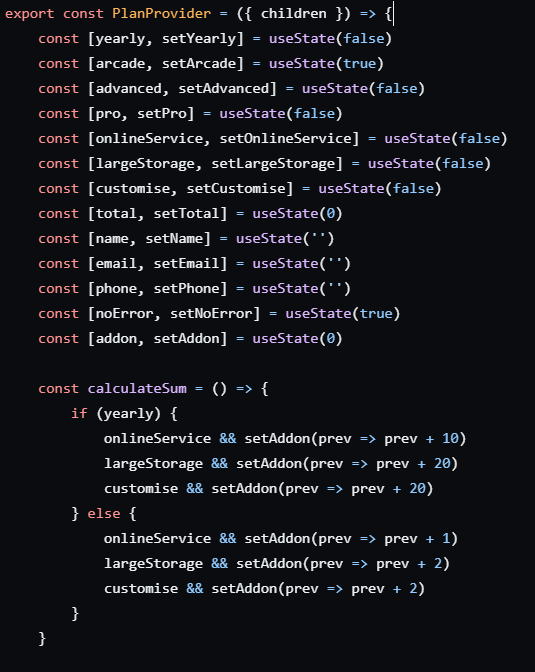 export const PlanProvider = ({ children }) => {
    const [yearly, setYearly] = useState(false)
    const [arcade, setArcade] = useState(true)
    const [advanced, setAdvanced] = useState(false)
    const [pro, setPro] = useState(false)
    const [onlineService, setOnlineService] = useState(false)
    const [largeStorage, setLargeStorage] = useState(false)
    const [customise, setCustomise] = useState(false)
    const [total, setTotal] = useState(0)
    const [name, setName] = useState('')
    const [email, setEmail] = useState('')
    const [phone, setPhone] = useState('')
    const [noError, setNoError] = useState(true)
    const [addon, setAddon] = useState(0)

    const calculateSum = () => {
        if (yearly) {
            onlineService && setAddon(prev => prev + 10)
            largeStorage && setAddon(prev => prev + 20)
            customise && setAddon(prev => prev + 20)
        } else {
            onlineService && setAddon(prev => prev + 1)
            largeStorage && setAddon(prev => prev + 2)
            customise && setAddon(prev => prev + 2)
        }
    }